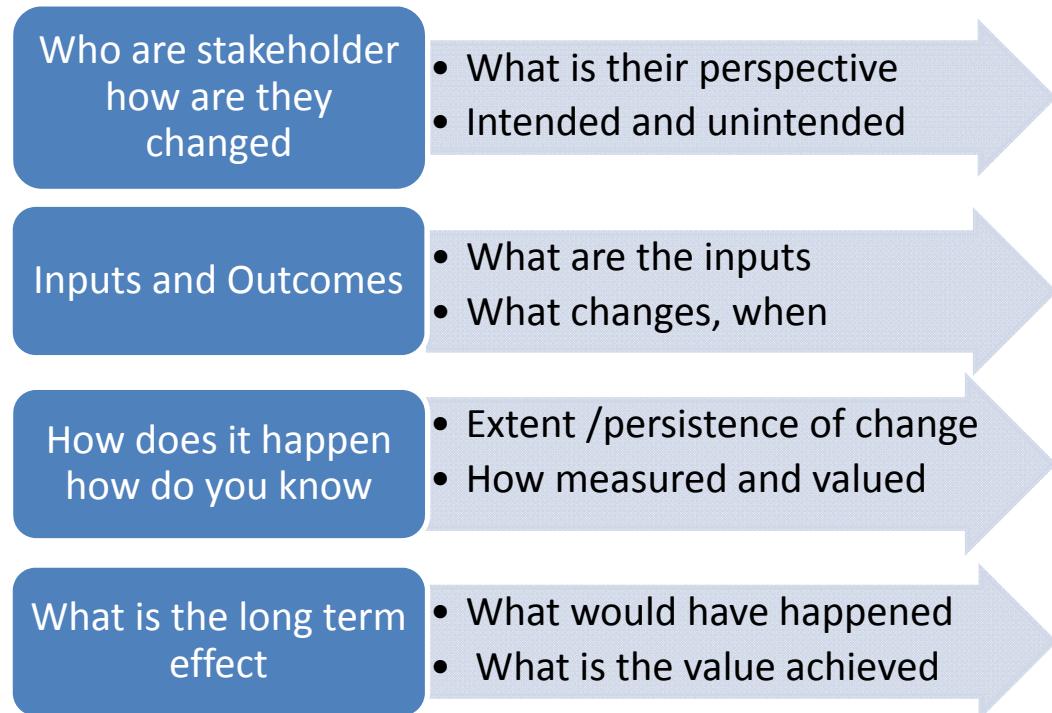 Who are stakeholder
how are they
changed
• What is their perspective
• Intended and unintended
Inputs and Outcomes
• What are the inputs
• What changes, when
How does it happen
how do you know
• Extent /persistence of change
• How measured and valued
What is the long term
effect
• What would have happened
• What is the value achieved